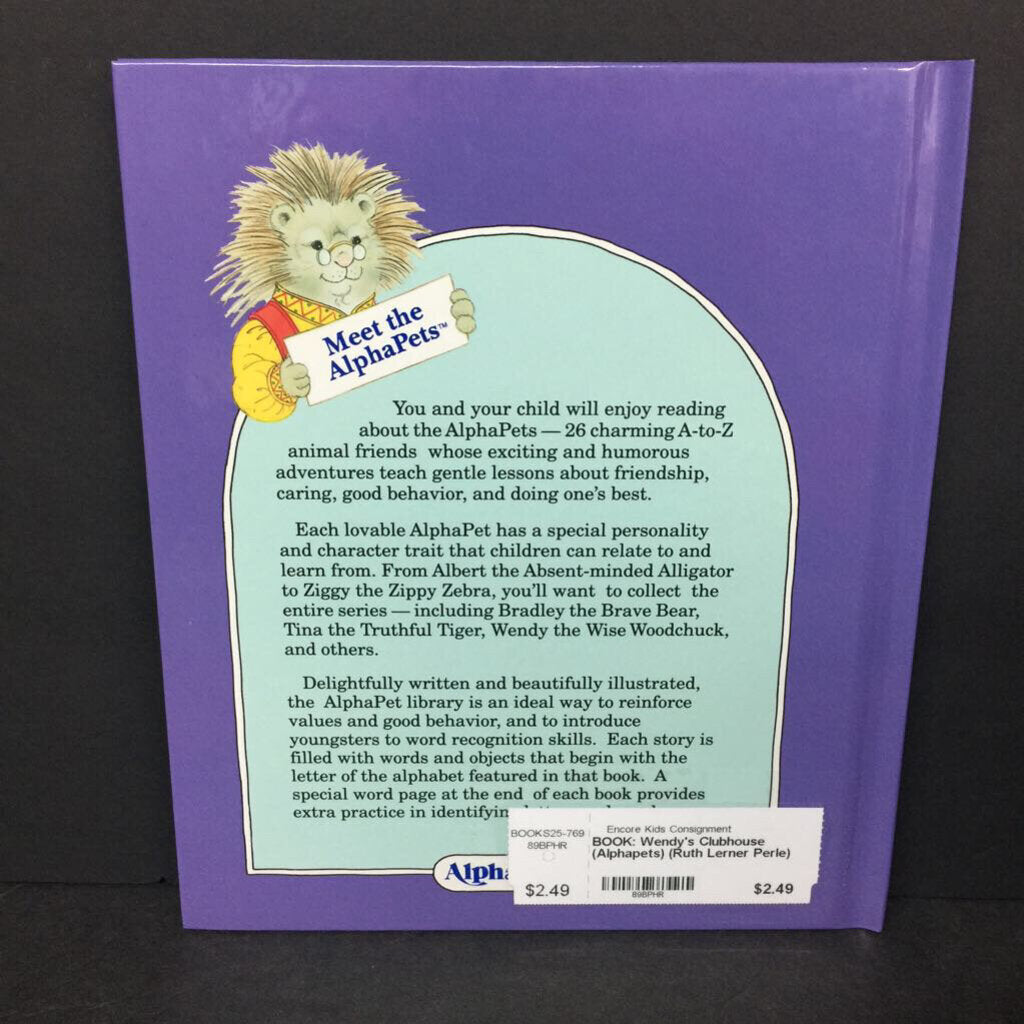 Meet the
AlphaPets™
You and your child will enjoy reading
about the AlphaPets — 26 charming A-to-Z
animal friends whose exciting and humorous
adventures teach gentle lessons about friendship,
caring, good behavior, and doing one's best.
Each lovable AlphaPet has a special personality
and character trait that children can relate to and
learn from. From Albert the Absent-minded Alligator
to Ziggy the Zippy Zebra, you'll want to collect the
entire series — including Bradley the Brave Bear,
Tina the Truthful Tiger, Wendy the Wise Woodchuck,
and others.
Delightfully written and beautifully illustrated,
the AlphaPet library is an ideal way to reinforce
values and good behavior, and to introduce
youngsters to word recognition skills. Each story is
filled with words and objects that begin with the
letter of the alphabet featured in that book. A
special word page at the end of each book provides
extra practice in
BOOKS25-769
89BPHR
$2.49
Encore Kids Consignment
BOOK: Wendy's Clubhouse
(Alphapets) (Ruth Lerner Perle)
89BPHR
$2.49